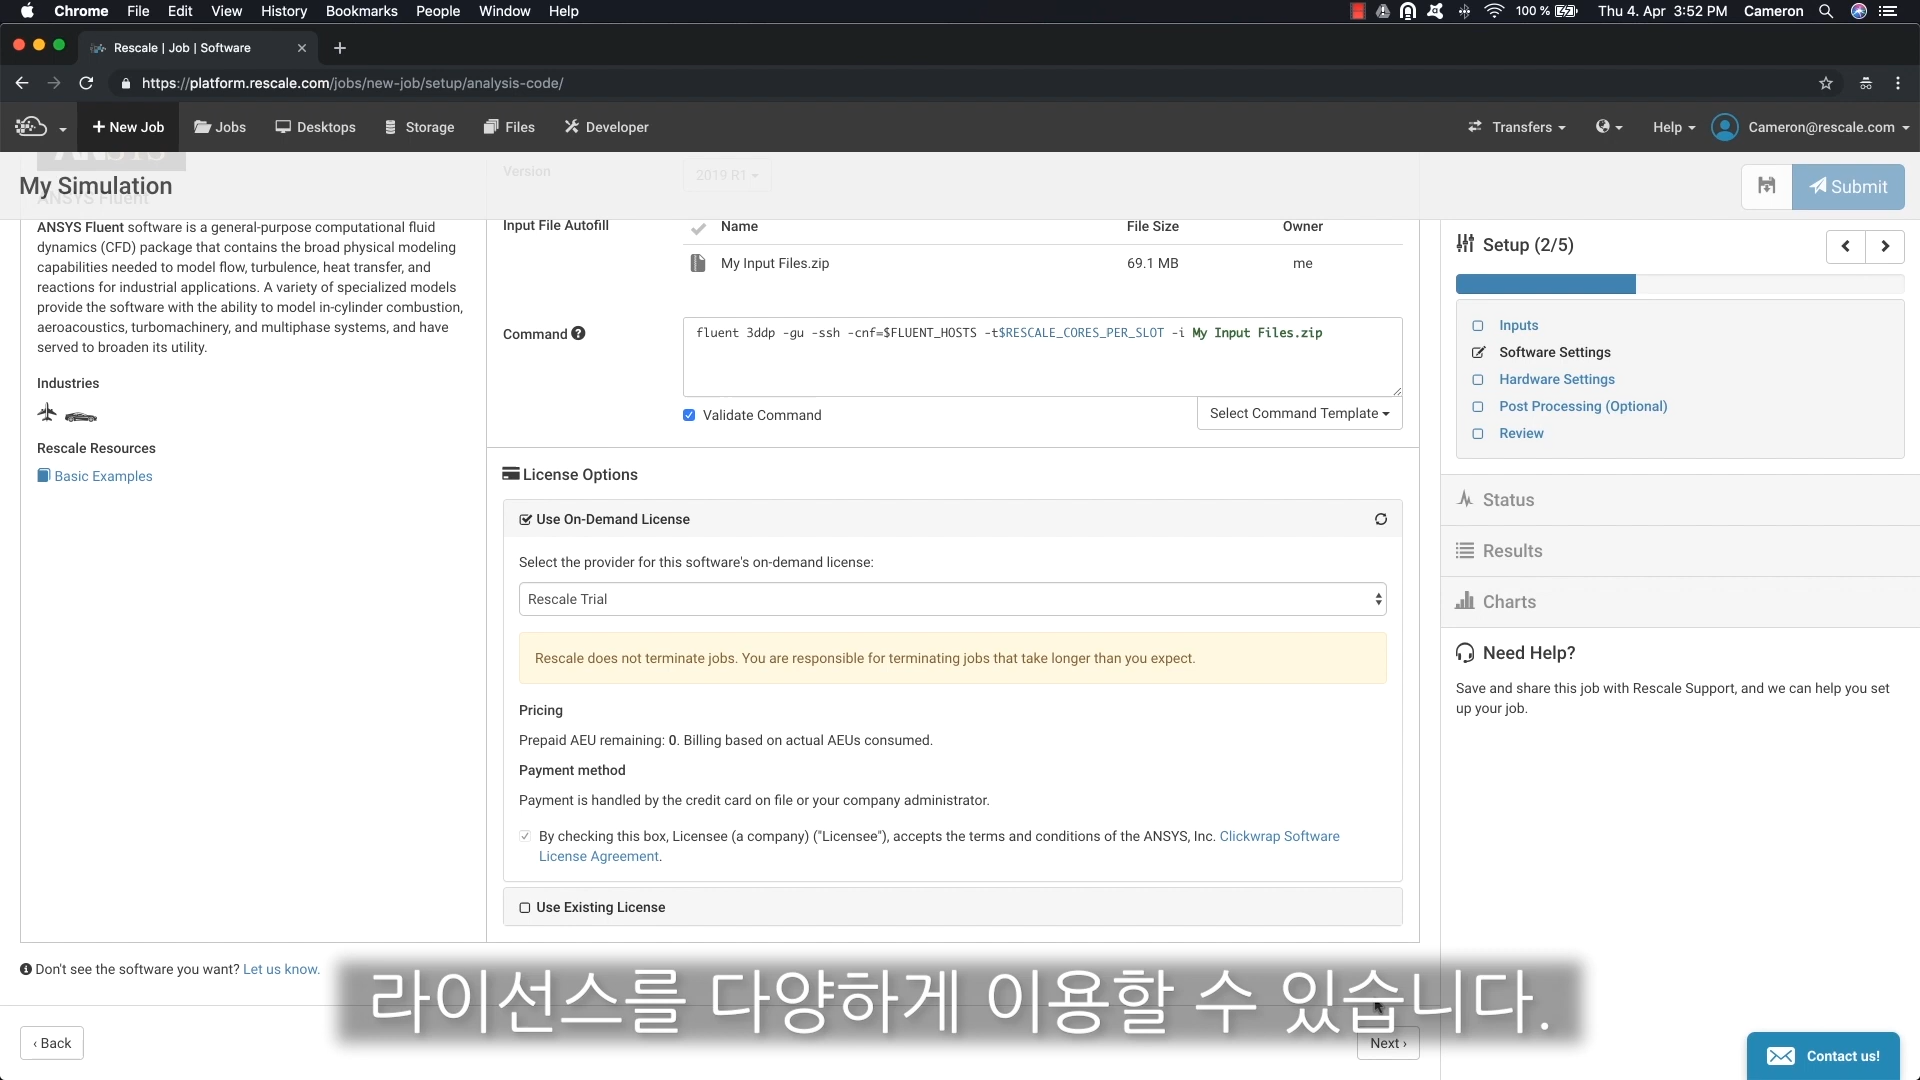 Chrome File Edit View History Bookmarks People Window Help
100 % Thu 4. Apr 3:52 PM Cameron
Rescale | Job | Software
https://platform.rescale.com/jobs/new-job/setup/analysis-code/
New Job Jobs Desktops Storage Files Developer
Transfers Help Cameron@rescale.com
ANSYS
Version 2019 R1
My Simulation
Submit
ANSYS Fluent
ANSYS Fluent software is a general-purpose computational fluid
dynamics (CFD) package that contains the broad physical modeling
capabilities needed to model flow, turbulence, heat transfer, and
reactions for industrial applications. A variety of specialized models
provide the software with the ability to model in-cylinder combustion,
aeroacoustics, turbomachinery, and multiphase systems, and have
served to broaden its utility.
Industries
Rescale Resources
Basic Examples
Input File Autofill
Name File Size Owner
My Input Files.zip 69.1 MB me
Command
fluent 3ddp -gu -ssh -cnf=$FLUENT_HOSTS -t$RESCALE_CORES_PER_SLOT -i My Input Files.zip
Validate Command
Select Command Template
License Options
Use On-Demand License
Select the provider for this software's on-demand license:
Rescale Trial
Rescale does not terminate jobs. You are responsible for terminating jobs that take longer than you expect.
Pricing
Prepaid AEU remaining: 0. Billing based on actual AEUs consumed.
Payment method
Payment is handled by the credit card on file or your company administrator.
By checking this box, Licensee (a company) ("Licensee"), accepts the terms and conditions of the ANSYS, Inc. Clickwrap Software
License Agreement.
Use Existing License
Setup (2/5)
Inputs
Software Settings
Hardware Settings
Post Processing (Optional)
Review
Status
Results
Charts
Need Help?
Save and share this job with Rescale Support, and we can help you set
up your job.
Don't see the software you want? Let us know.
라이선스를 다양하게 이용할 수 있습니다.
‹ Back
Next ›
Contact us!